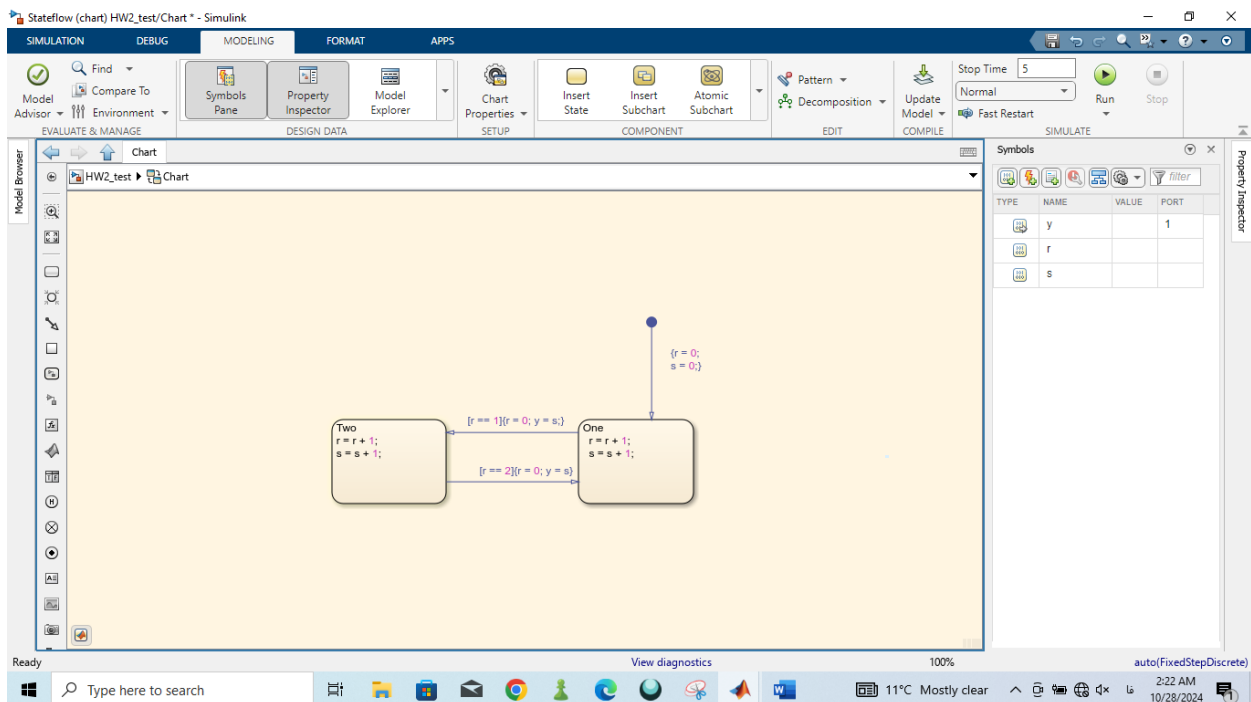 Stateflow (chart) HW2_test/Chart * - Simulink
SIMULATION DEBUG MODELING FORMAT APPS
Model Advisor
Find
Compare To
Environment
EVALUATE & MANAGE
Symbols Pane
Property Inspector
Model Explorer
DESIGN DATA
Chart Properties
SETUP
Insert State
Insert Subchart
Atomic Subchart
COMPONENT
Pattern
Decomposition
EDIT
Update Model
COMPILE
Stop Time 5
Normal
Fast Restart
Run
Stop
SIMULATE
Model Browser
Chart
HW2_test Chart
{r = 0;
s = 0;}
[r == 1]{r = 0; y = s;}
Two
r = r + 1;
s = s + 1;
One
r = r + 1;
s = s + 1;
[r == 2]{r = 0; y = s}
Symbols
filter
TYPE NAME VALUE PORT
y 1
r
s
Property Inspector
Ready
View diagnostics
100%
auto(FixedStepDiscrete)
Type here to search
11°C Mostly clear
فا
2:22 AM
10/28/2024